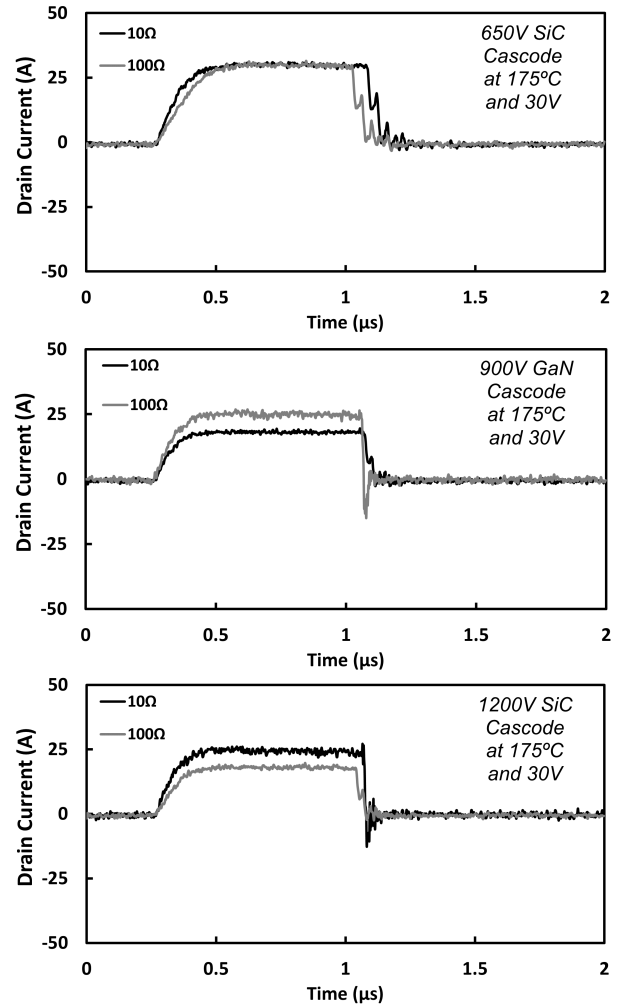 50
10Ω
650V SiC
Cascode
at 175ºC
and 30V
100Ω
25
0
-25
-50
Drain Current (A)
0
0.5
1
1.5
2
Time (µs)
50
10Ω
900V GaN
Cascode
at 175ºC
and 30V
100Ω
25
0
-25
-50
Drain Current (A)
0
0.5
1
1.5
2
Time (µs)
50
10Ω
1200V SiC
Cascode
at 175ºC
and 30V
100Ω
25
0
-25
-50
Drain Current (A)
0
0.5
1
1.5
2
Time (µs)